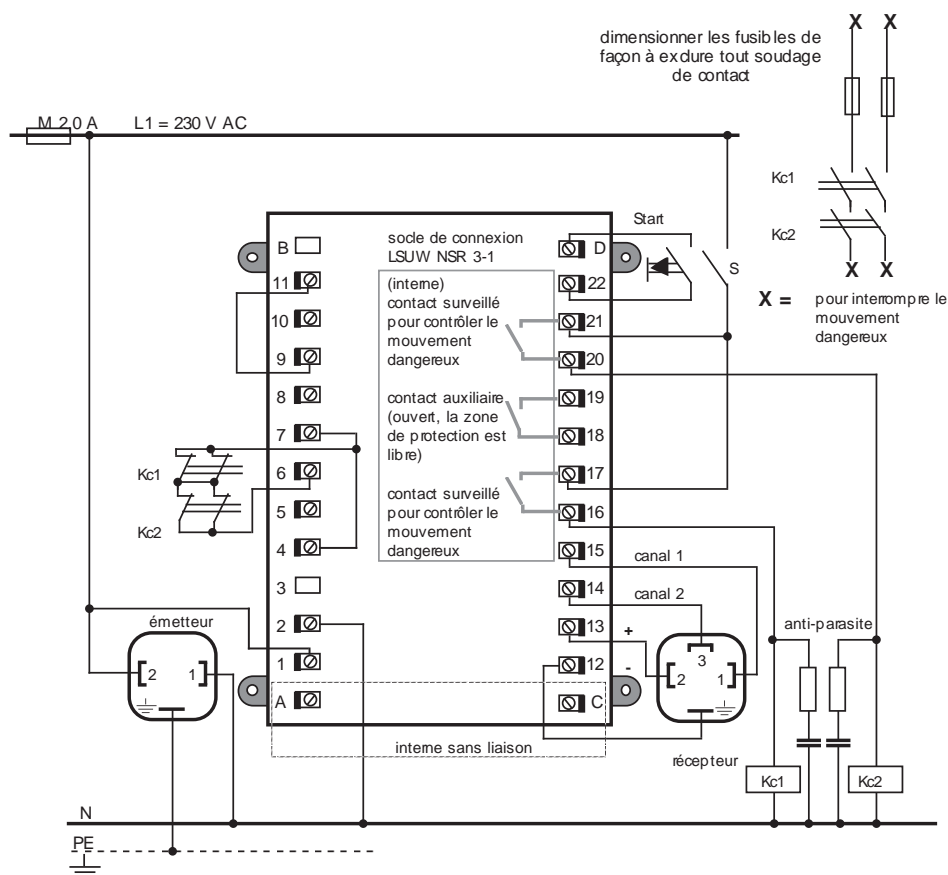 dimensionner les fusibles de
façon à exclure tout soudage
de contact
X X
M 2,0 A
L1 = 230 V AC
Kc1
Kc2
X X
X =
pour interrompre le
mouvement
dangereux
Start
S
socle de connexion
LSUW NSR 3-1
(interne)
contact surveillé
pour contrôler le
mouvement
dangereux
contact auxiliaire
(ouvert, la zone
de protection est
libre)
contact surveillé
pour contrôler le
mouvement
dangereux
B
11
10
9
8
7
6
5
4
3
2
1
A
D
22
21
20
19
18
17
16
15
14
13
12
C
Kc1
Kc2
canal 1
canal 2
+
-
émetteur
2
1
interne sans liaison
3
2
1
récepteur
anti-parasite
Kc1
Kc2
N
PE